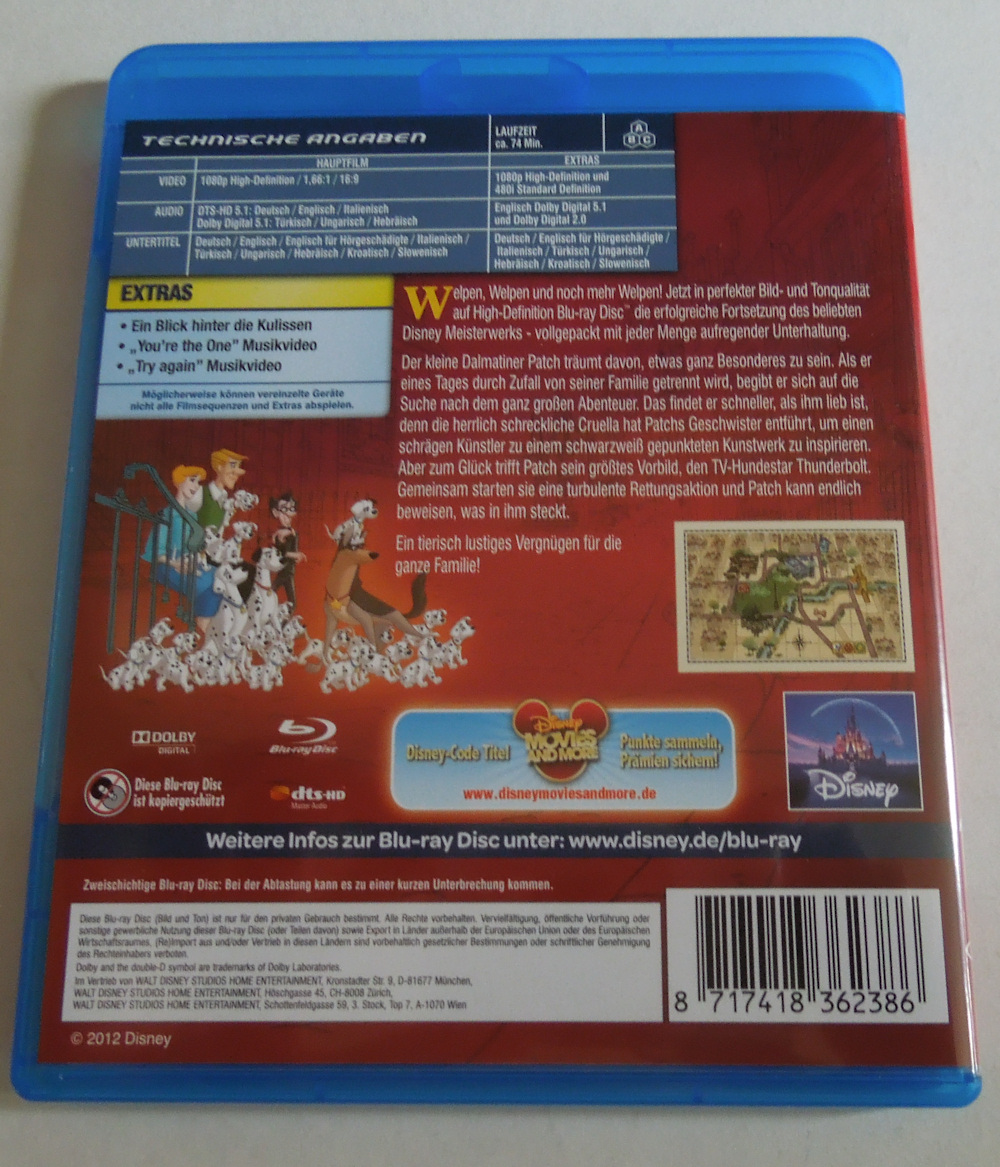 TECHNISCHE ANGABEN
LAUFZEIT
ca. 74 Min.
A
B C
HAUPTFILM
EXTRAS
VIDEO
1080p High-Definition / 1,66:1 / 16:9
1080p High-Definition und
480i Standard Definition
AUDIO
DTS-HD 5.1: Deutsch / Englisch / Italienisch
Dolby Digital 5.1: Türkisch / Ungarisch / Hebräisch
Englisch Dolby Digital 5.1
und Dolby Digital 2.0
UNTERTITEL
Deutsch / Englisch / Englisch für Hörgeschädigte / Italienisch /
Türkisch / Ungarisch / Hebräisch / Kroatisch / Slowenisch
Deutsch / Englisch für Hörgeschädigte /
Italienisch / Türkisch / Ungarisch /
Hebräisch / Kroatisch / Slowenisch
EXTRAS
• Ein Blick hinter die Kulissen
• „You're the One" Musikvideo
• „Try again" Musikvideo
Möglicherweise können vereinzelte Geräte
nicht alle Filmsequenzen und Extras abspielen.
Welpen, Welpen und noch mehr Welpen! Jetzt in perfekter Bild- und Tonqualität
auf High-Definition Blu-ray Disc™ die erfolgreiche Fortsetzung des beliebten
Disney Meisterwerks - vollgepackt mit jeder Menge aufregender Unterhaltung.
Der kleine Dalmatiner Patch träumt davon, etwas ganz Besonderes zu sein. Als er
eines Tages durch Zufall von seiner Familie getrennt wird, begibt er sich auf die
Suche nach dem ganz großen Abenteuer. Das findet er schneller, als ihm lieb ist,
denn die herrlich schreckliche Cruella hat Patchs Geschwister entführt, um einen
schrägen Künstler zu einem schwarzweiß gepunkteten Kunstwerk zu inspirieren.
Aber zum Glück trifft Patch sein größtes Vorbild, den TV-Hundestar Thunderbolt.
Gemeinsam starten sie eine turbulente Rettungsaktion und Patch kann endlich
beweisen, was in ihm steckt.
Ein tierisch lustiges Vergnügen für die
ganze Familie!
DOLBY
DIGITAL
Blu-ray Disc
Diese Blu-ray Disc
ist kopiergeschützt
dts-HD
Master Audio
Disney-Code Titel
Disney
MOVIES
AND MORE
Punkte sammeln,
Prämien sichern!
www.disneymoviesandmore.de
Disney
Weitere Infos zur Blu-ray Disc unter: www.disney.de/blu-ray
Zweischichtige Blu-ray Disc: Bei der Abtastung kann es zu einer kurzen Unterbrechung kommen.
Diese Blu-ray Disc (Bild und Ton) ist nur für den privaten Gebrauch bestimmt. Alle Rechte vorbehalten. Vervielfältigung, öffentliche Vorführung oder
sonstige gewerbliche Nutzung dieser Blu-ray Disc (oder Teilen davon) sowie Export in Länder außerhalb der Europäischen Union oder des Europäischen
Wirtschaftsraumes, (Re)Import aus und/oder Vertrieb in diesen Ländern sind vorbehaltlich gesetzlicher Bestimmungen oder schriftlicher Genehmigung
des Rechteinhabers verboten.
Dolby and the double-D symbol are trademarks of Dolby Laboratories.
Im Vertrieb von WALT DISNEY STUDIOS HOME ENTERTAINMENT, Kronstadter Str. 9, D-81677 München,
WALT DISNEY STUDIOS HOME ENTERTAINMENT, Höschgasse 45, CH-8008 Zürich,
WALT DISNEY STUDIOS HOME ENTERTAINMENT, Schottenfeldgasse 59, 3. Stock, Top 7, A-1070 Wien
8 717418 362386
© 2012 Disney